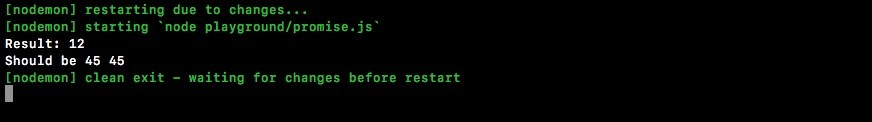 [nodemon] restarting due to changes...
[nodemon] starting `node playground/promise.js`
Result: 12
Should be 45 45
[nodemon] clean exit - waiting for changes before restart